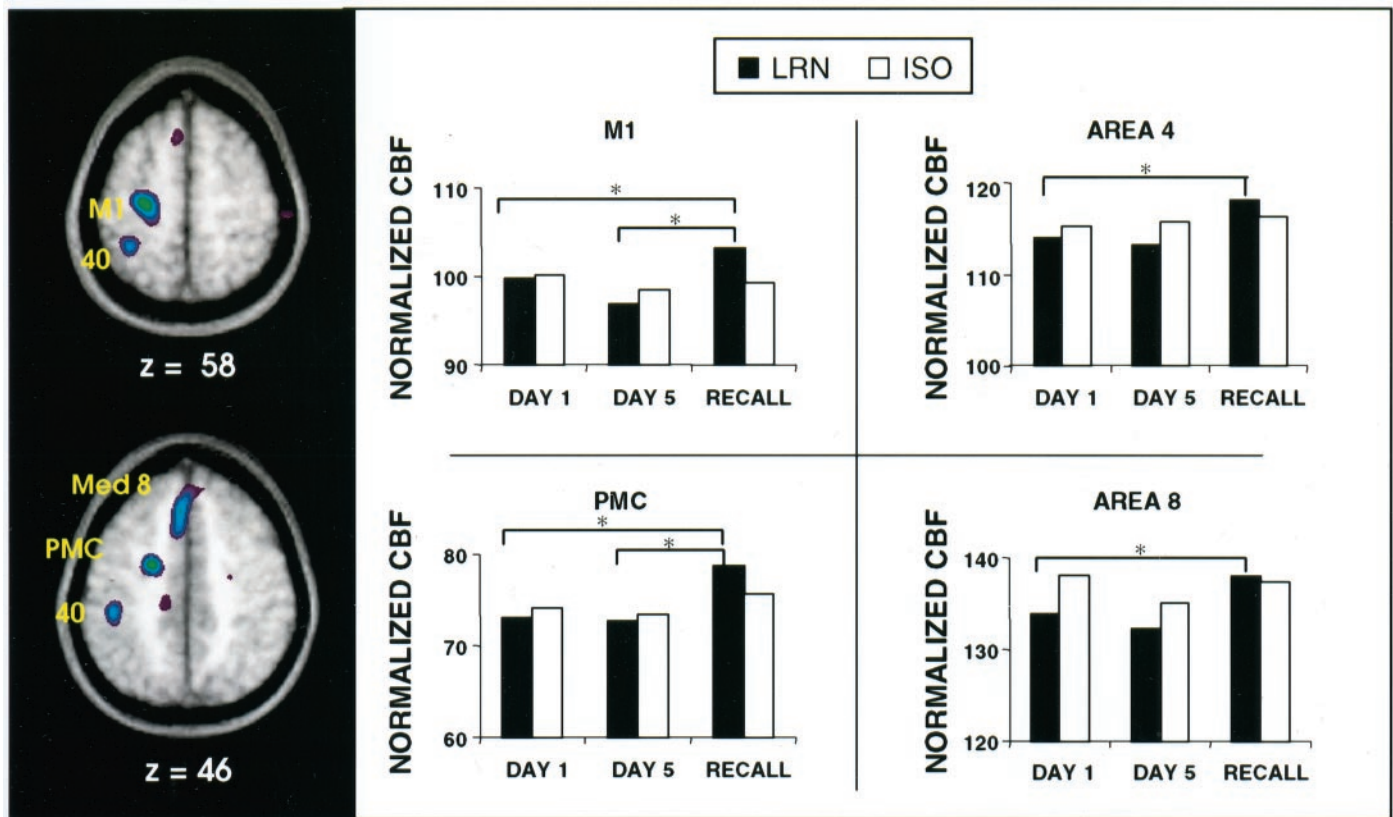 M1
40
z = 58
Med 8
PMC
40
z = 46
LRN ISO
M1
NORMALIZED CBF
110
100
90
*
*
DAY 1 DAY 5 RECALL
AREA 4
NORMALIZED CBF
120
110
100
*
DAY 1 DAY 5 RECALL
PMC
NORMALIZED CBF
80
70
60
*
*
DAY 1 DAY 5 RECALL
AREA 8
NORMALIZED CBF
140
130
120
*
DAY 1 DAY 5 RECALL